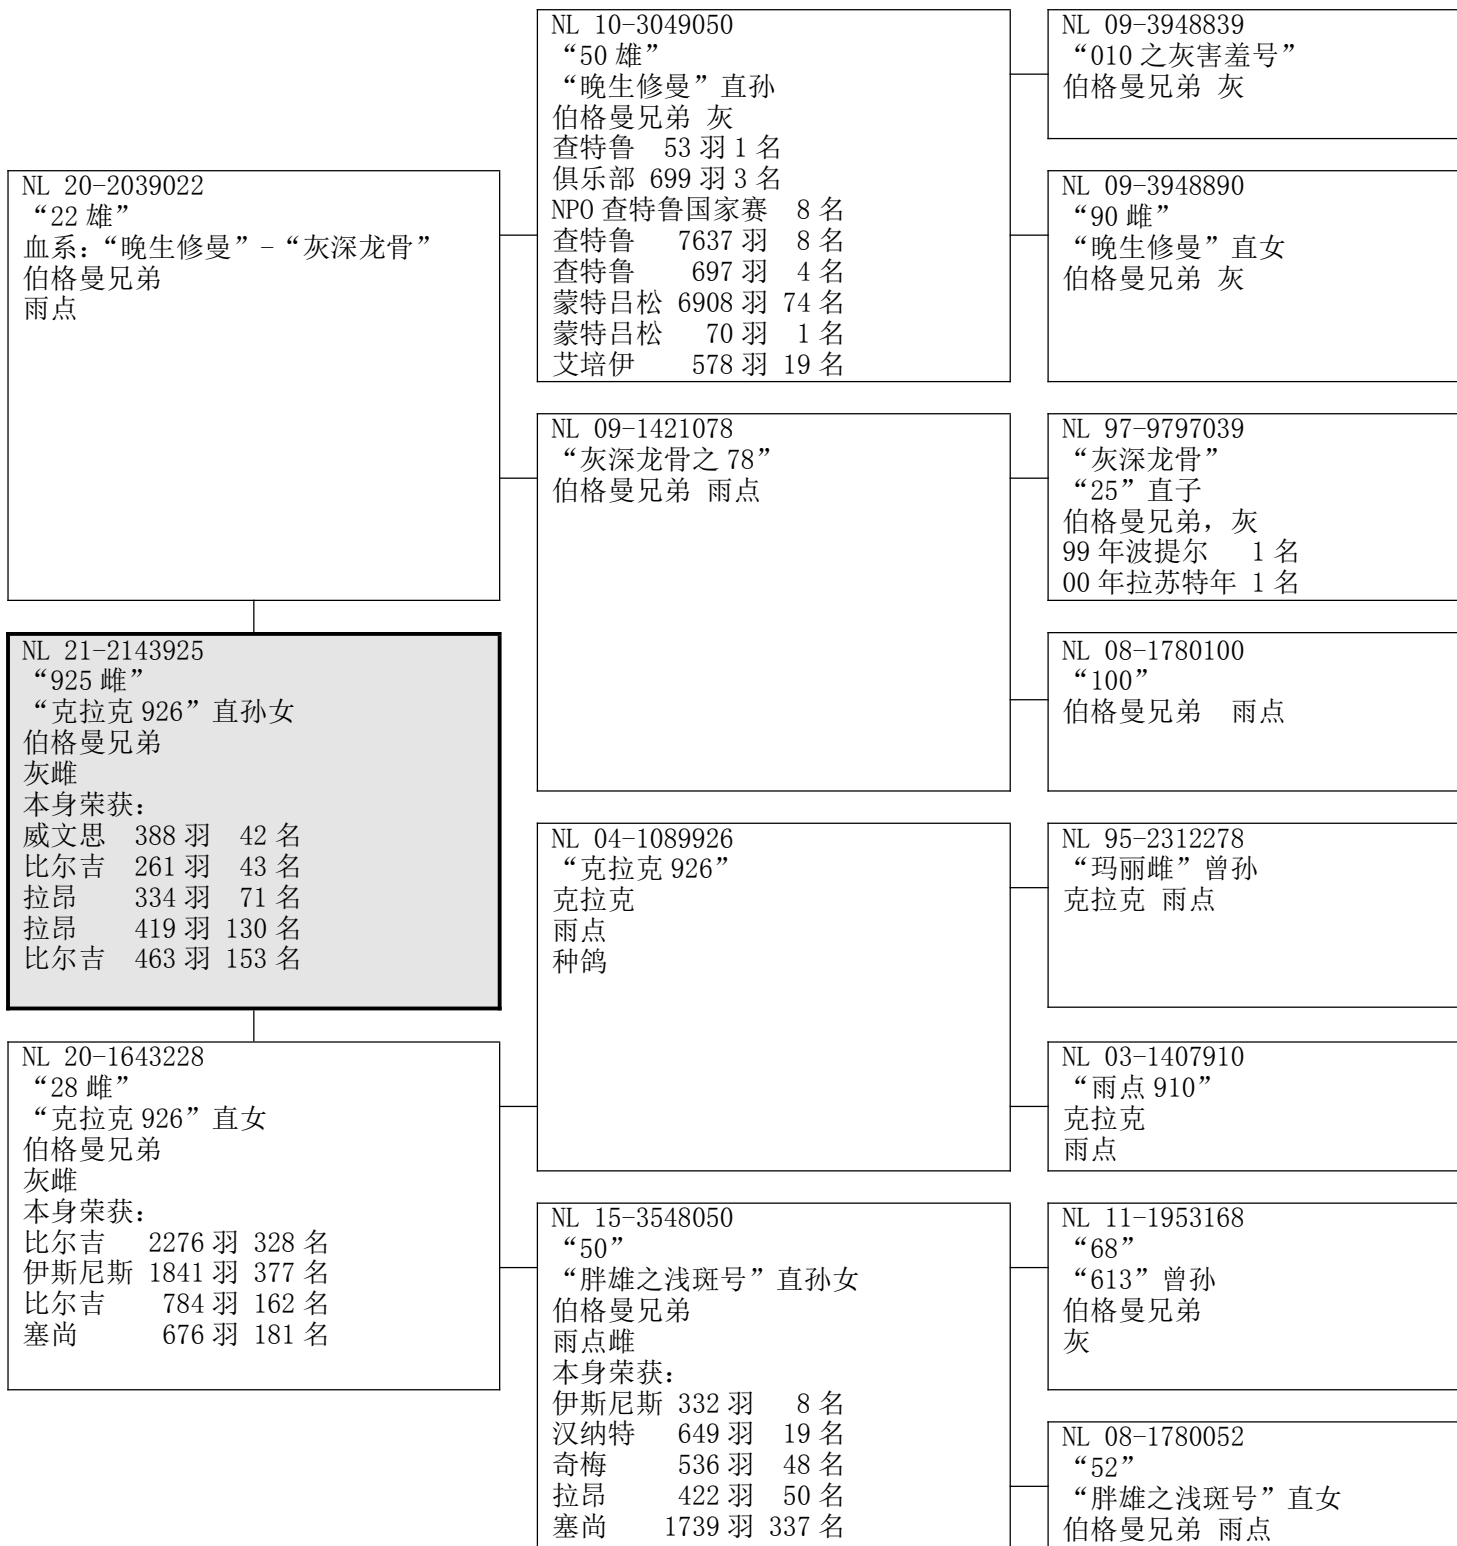 NL 20-2039022
“22 雄”
血系：“晚生修曼”-“灰深龙骨”
伯格曼兄弟
雨点
NL 21-2143925
“925 雌”
“克拉克 926”直孙女
伯格曼兄弟
灰雌
本身荣获：
威文思 388 羽 42 名
比尔吉 261 羽 43 名
拉昂 334 羽 71 名
拉昂 419 羽 130 名
比尔吉 463 羽 153 名
NL 20-1643228
“28 雌”
“克拉克 926”直女
伯格曼兄弟
灰雌
本身荣获：
比尔吉 2276 羽 328 名
伊斯尼斯 1841 羽 377 名
比尔吉 784 羽 162 名
塞尚 676 羽 181 名
NL 10-3049050
“50 雄”
“晚生修曼”直孙
伯格曼兄弟 灰
查特鲁 53 羽 1 名
俱乐部 699 羽 3 名
NPO 查特鲁国家赛 8 名
查特鲁 7637 羽 8 名
查特鲁 697 羽 4 名
蒙特吕松 6908 羽 74 名
蒙特吕松 70 羽 1 名
艾培伊 578 羽 19 名
NL 09-1421078
“灰深龙骨之 78”
伯格曼兄弟 雨点
NL 04-1089926
“克拉克 926”
克拉克
雨点
种鸽
NL 15-3548050
“50”
“胖雄之浅斑号”直孙女
伯格曼兄弟
雨点雌
本身荣获：
伊斯尼斯 332 羽 8 名
汉纳特 649 羽 19 名
奇梅 536 羽 48 名
拉昂 422 羽 50 名
塞尚 1739 羽 337 名
NL 09-3948839
“010 之灰害羞号”
伯格曼兄弟 灰
NL 09-3948890
“90 雌”
“晚生修曼”直女
伯格曼兄弟 灰
NL 97-9797039
“灰深龙骨”
“25”直子
伯格曼兄弟，灰
99 年波提尔 1 名
00 年拉苏特年 1 名
NL 08-1780100
“100”
伯格曼兄弟 雨点
NL 95-2312278
“玛丽雌”曾孙
克拉克 雨点
NL 03-1407910
“雨点 910”
克拉克
雨点
NL 11-1953168
“68”
“613”曾孙
伯格曼兄弟
灰
NL 08-1780052
“52”
“胖雄之浅斑号”直女
伯格曼兄弟 雨点